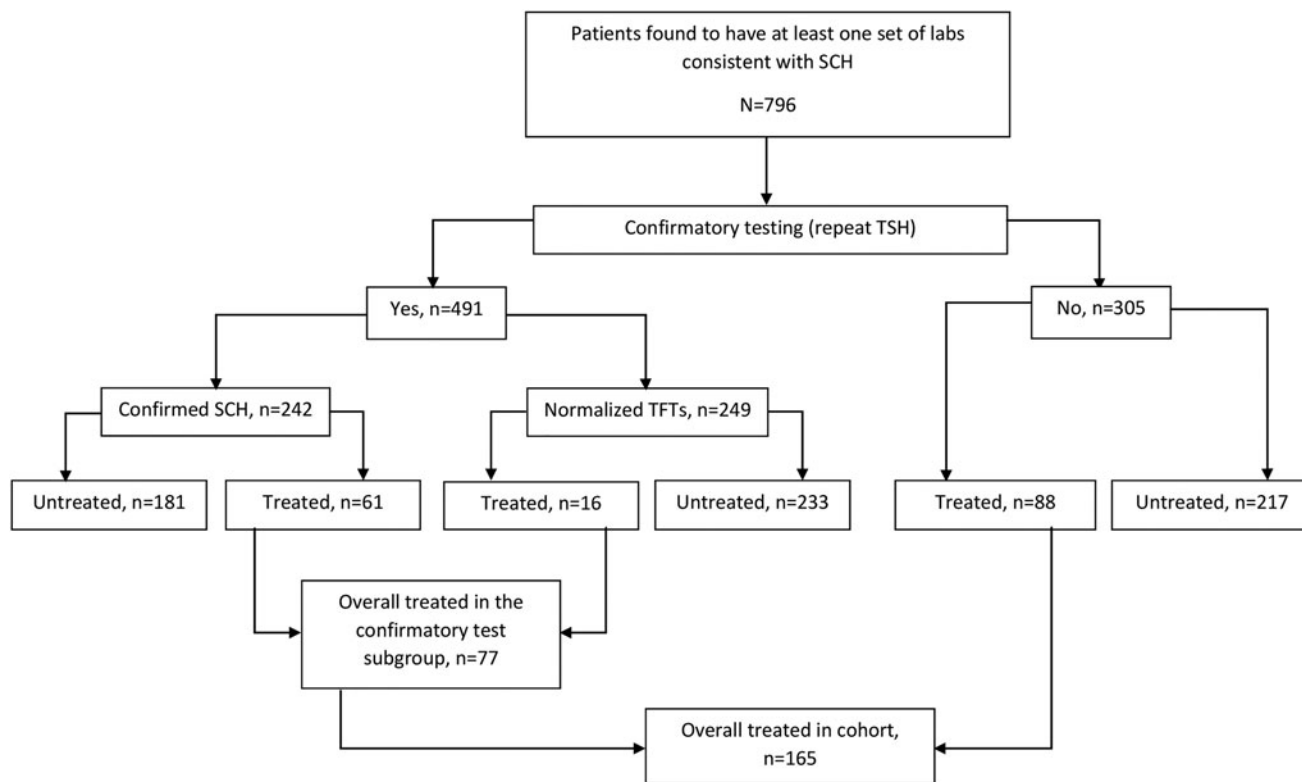 Patients found to have at least one set of labs
consistent with SCH
N=796
Confirmatory testing (repeat TSH)
Yes, n=491
No, n=305
Confirmed SCH, n=242
Normalized TFTs, n=249
Untreated, n=181
Treated, n=61
Treated, n=16
Untreated, n=233
Treated, n=88
Untreated, n=217
Overall treated in the
confirmatory test
subgroup, n=77
Overall treated in cohort,
n=165